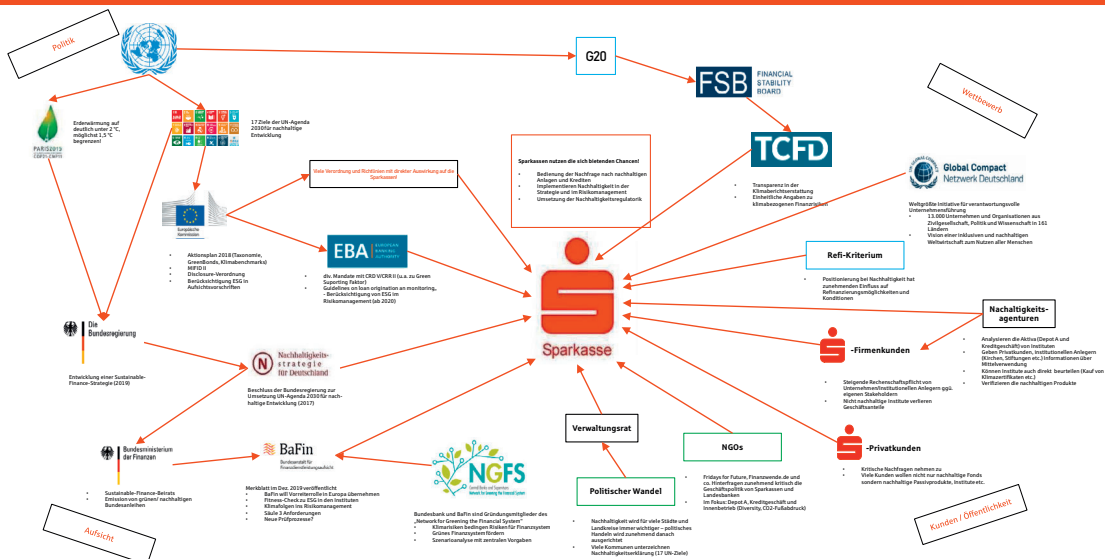 Politik
G20
FSB
FINANCIAL
STABILITY
BOARD
Wettbewerb
PARIS2015
Erderwärmung auf
deutlich unter 2 °C,
möglichst 1,5 °C
begrenzen!
17 Ziele der UN-Agenda
2030 für nachhaltige
Entwicklung
Viele Verordnung und Richtlinien mit direkter Auswirkung auf die
Sparkassen!
Sparkassen nutzen die sich bietenden Chancen!
• Bedienung der Nachfrage nach nachhaltigen
Anlagen und Krediten
• Implementieren Nachhaltigkeit in der
Strategie und im Risikomanagement
• Umsetzung der Nachhaltigkeitsregulatorik
TCFD
• Transparenz in der
Klimaberichtserstattung
• Einheitliche Angaben zu
klimabezogenen Finanzrisiken
Global Compact
Netzwerk Deutschland
Weltgrößte Initiative für verantwortungsvolle
Unternehmensführung
• 13.000 Unternehmen und Organisationen aus
Zivilgesellschaft, Politik und Wissenschaft in 161
Ländern
• Vision einer inklusiven und nachhaltigen
Weltwirtschaft zum Nutzen aller Menschen
Europäische
Kommission
• Aktionsplan 2018 (Taxonomie,
GreenBonds, Klimabenchmarks)
• MIFID II
• Disclosure-Verordnung
• Berücksichtigung ESG in
Aufsichtsvorschriften
EBA
EUROPEAN
BANKING
AUTHORITY
• div. Mandate mit CRD V/CRR II (u.a. zu Green
Suporting Faktor)
• Guidelines on loan origination an monitoring,
- Berücksichtigung von ESG im
Risikomanagement (ab 2020)
Refi-Kriterium
• Positionierung bei Nachhaltigkeit hat
zunehmenden Einfluss auf
Refinanzierungsmöglichkeiten und
Konditionen
Sparkasse
Nachaltigkeits-
agenturen
• Analysieren die Aktiva (Depot A und
Kreditgeschäft) von Instituten
• Geben Privatkunden, Institutionellen Anlegern
(Kirchen, Stiftungen etc.) Informationen über
Mittelverwendung
• Können Institute auch direkt beurteilen (Kauf von
Klimazertifikaten etc.)
• Verifizieren die nachhaltigen Produkte
Die
Bundesregierung
Entwicklung einer Sustainable-
Finance-Strategie (2019)
N
Nachhaltigkeits-
strategie
für Deutschland
Beschluss der Bundesregierung zur
Umsetzung UN-Agenda 2030 für nach-
haltige Entwicklung (2017)
-Firmenkunden
• Steigende Rechenschaftspflicht von
Unternehmen/Institutionellen Anlegern ggü.
eigenen Stakeholdern
• Nicht nachhaltige Institute verlieren
Geschäftsanteile
Bundesministerium
der Finanzen
• Sustainable-Finance-Beirats
• Emission von grünen/ nachhaltigen
Bundesanleihen
BaFin
Bundesanstalt für
Finanzdienstleistungsaufsicht
Merkblatt im Dez. 2019 veröffentlicht
• BaFin will Vorreiterrolle in Europa übernehmen
• Fitness-Check zu ESG in den Instituten
• Klimafolgen ins Risikomanagement
• Säule 3 Anforderungen
• Neue Prüfprozesse?
NGFS
Bundesbank und BaFin sind Gründungsmitglieder des
„Network for Greening the Financial System“
• Klimarisiken bedingen Risiken für Finanzsystem
• Grünes Finanzsystem fördern
• Szenarioanalyse mit zentralen Vorgaben
Verwaltungsrat
Politischer Wandel
• Nachhaltigkeit wird für viele Städte und
Landkreise immer wichtiger – politisches
Handeln wird zunehmend danach
ausgerichtet
• Viele Kommunen unterzeichnen
Nachhaltigkeitserklärung (17 UN-Ziele)
NGOs
• Fridays for Future, Finanzwende.de und
co. Hinterfragen zunehmend kritisch die
Geschäftspolitik von Sparkassen und
Landesbanken
• Im Fokus: Depot A, Kreditgeschäft und
Innenbetrieb (Diversity, CO2-Fußabdruck)
-Privatkunden
• Kritische Nachfragen nehmen zu
• Viele Kunden wollen nicht nur nachhaltige Fonds
sondern nachhaltige Passivprodukte, Institute etc.
Aufsicht
Kunden / Öffentlichkeit